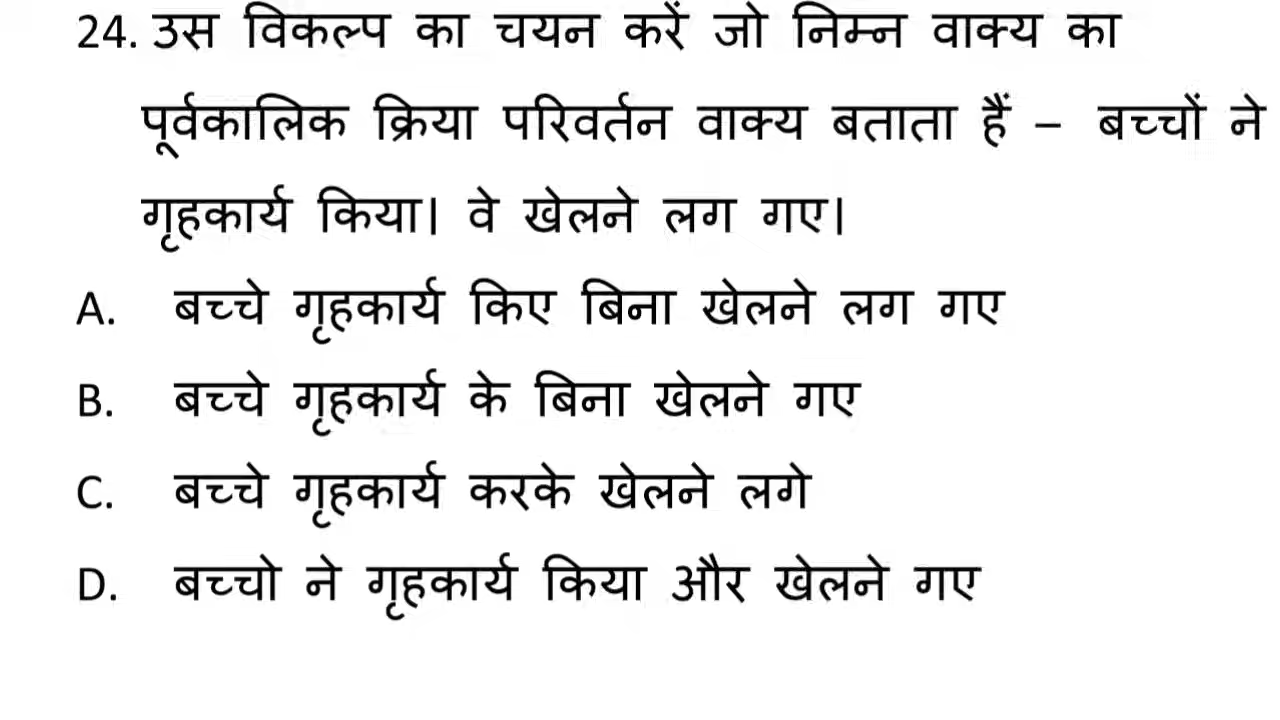 24. उस विकल्प का चयन करें जो निम्न वाक्य का
पूर्वकालिक क्रिया परिवर्तन वाक्य बताता हैं – बच्चों ने
गृहकार्य किया। वे खेलने लग गए।
A. बच्चे गृहकार्य किए बिना खेलने लग गए
B. बच्चे गृहकार्य के बिना खेलने गए
C. बच्चे गृहकार्य करके खेलने लगे
D. बच्चो ने गृहकार्य किया और खेलने गए